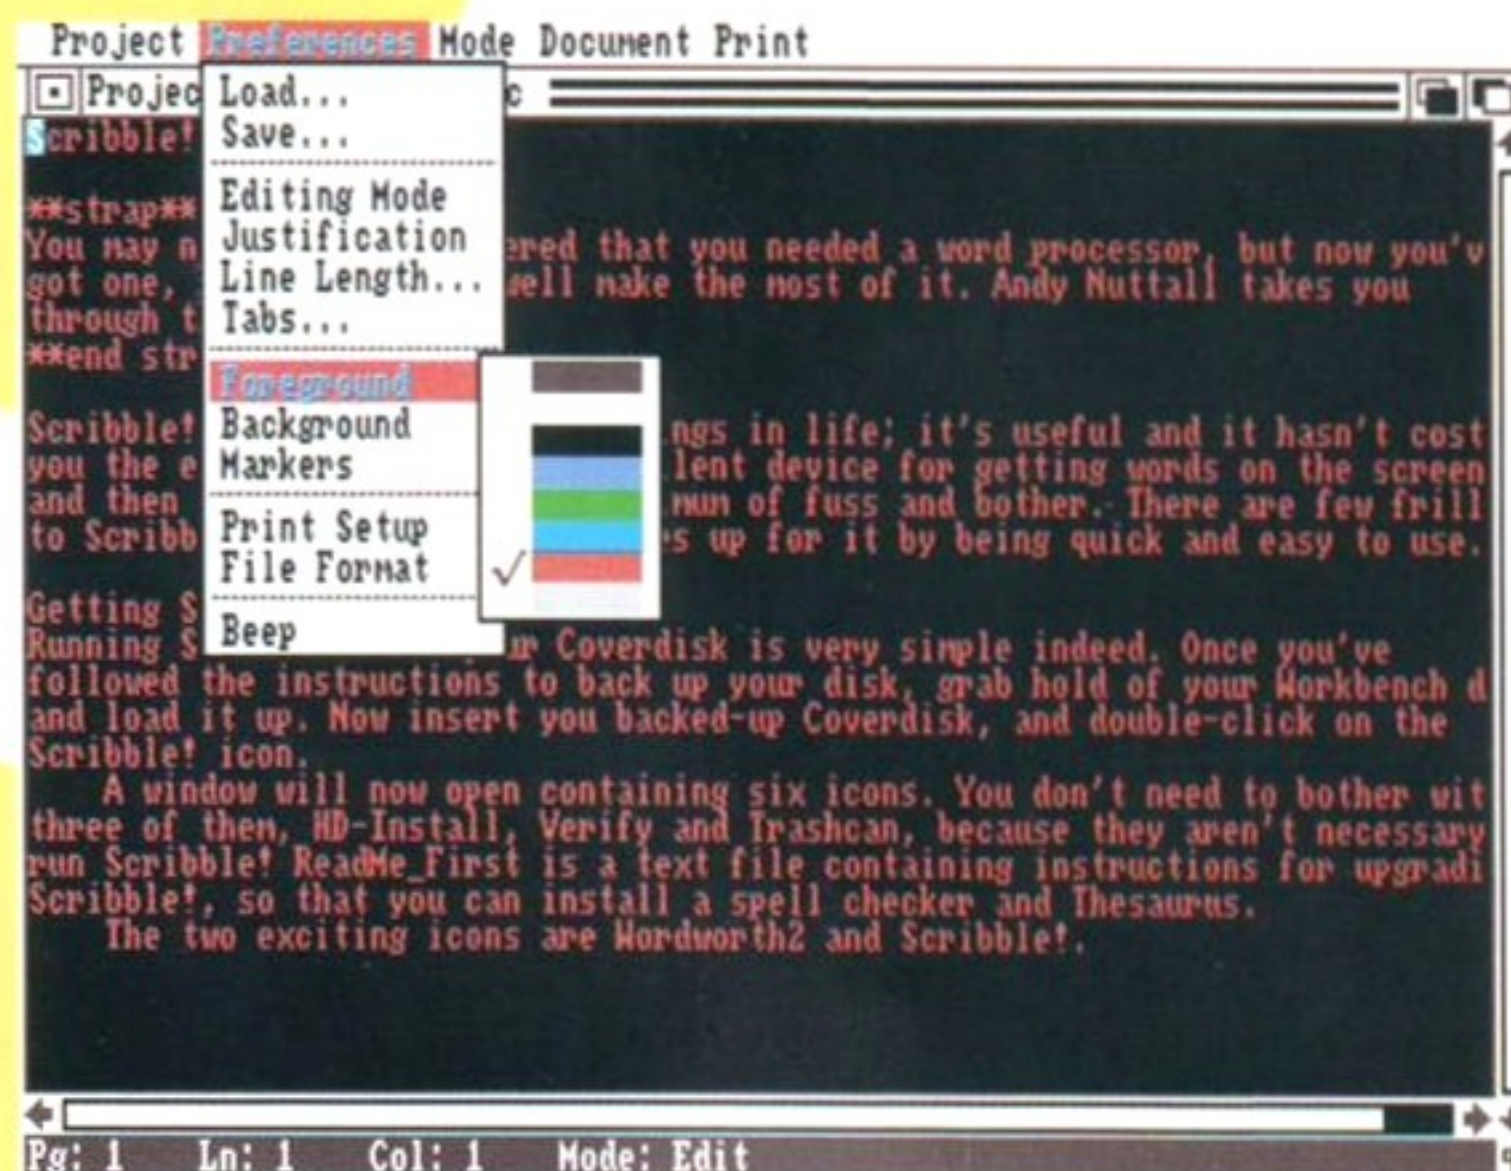 Project Preferences Mode Document Print
Projec c
Load...
Save...
Editing Mode
Justification
Line Length...
Tabs...
Foreground
Background
Markers
Print Setup
File Format
Beep
Scribble!
**strap**
You may n ered that you needed a word processor, but now you'v
got one, well make the most of it. Andy Nuttall takes you
through t
**end str
Scribble! ngs in life; it's useful and it hasn't cost
you the e lent device for getting words on the screen
and then mum of fuss and bother. There are few frill
to Scribb s up for it by being quick and easy to use.
Getting S
Running S ur Coverdisk is very simple indeed. Once you've
followed the instructions to back up your disk, grab hold of your Workbench d
and load it up. Now insert you backed-up Coverdisk, and double-click on the
Scribble! icon.
A window will now open containing six icons. You don't need to bother wit
three of them, HD-Install, Verify and Trashcan, because they aren't necessary
run Scribble! ReadMe_First is a text file containing instructions for upgradi
Scribble!, so that you can install a spell checker and Thesaurus.
The two exciting icons are Wordworth2 and Scribble!.
Pg: 1 Ln: 1 Col: 1 Mode: Edit